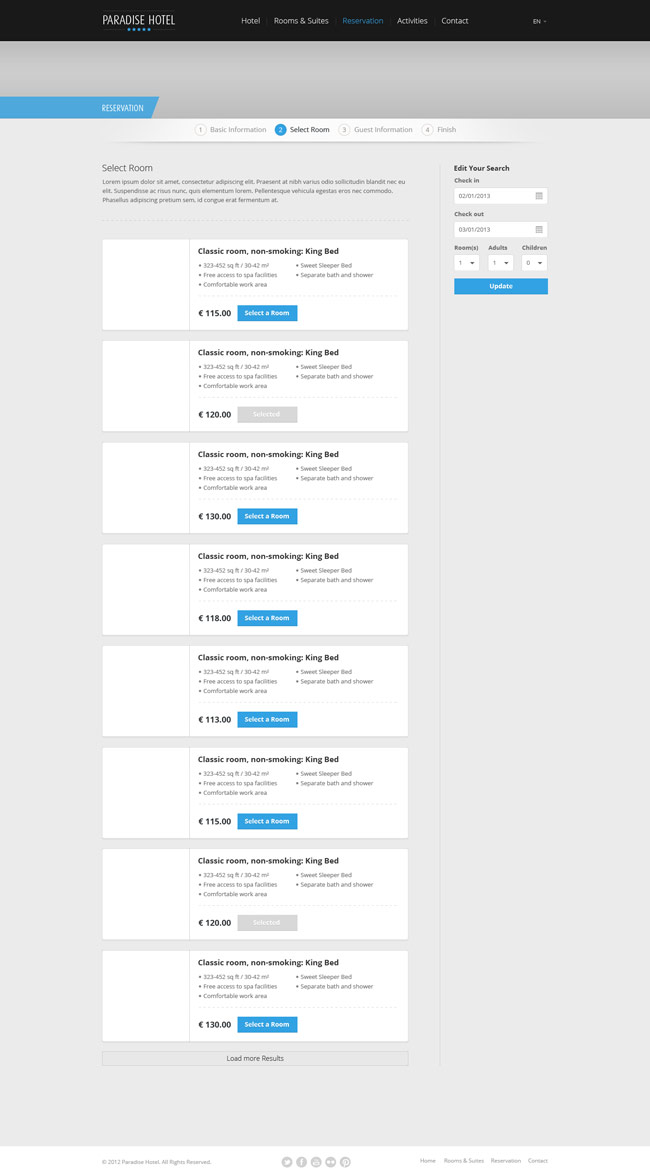 PARADISE HOTEL
Hotel
Rooms & Suites
Reservation
Activities
Contact
EN
RESERVATION
1 Basic Information
2 Select Room
3 Guest Information
4 Finish
Select Room
Lorem ipsum dolor sit amet, consectetur adipiscing elit. Praesent at nibh varius odio sollicitudin blandit nec eu
elit. Suspendisse ac risus nunc, quis elementum lorem. Pellentesque vehicula egestas eros nec commodo.
Phasellus adipiscing pretium sem, id congue erat fermentum at.
Classic room, non-smoking: King Bed
323-452 sq ft / 30-42 m²
Free access to spa facilities
Comfortable work area
Sweet Sleeper Bed
Separate bath and shower
€ 115.00
Select a Room
Classic room, non-smoking: King Bed
323-452 sq ft / 30-42 m²
Free access to spa facilities
Comfortable work area
Sweet Sleeper Bed
Separate bath and shower
€ 120.00
Selected
Classic room, non-smoking: King Bed
323-452 sq ft / 30-42 m²
Free access to spa facilities
Comfortable work area
Sweet Sleeper Bed
Separate bath and shower
€ 130.00
Select a Room
Classic room, non-smoking: King Bed
323-452 sq ft / 30-42 m²
Free access to spa facilities
Comfortable work area
Sweet Sleeper Bed
Separate bath and shower
€ 118.00
Select a Room
Classic room, non-smoking: King Bed
323-452 sq ft / 30-42 m²
Free access to spa facilities
Comfortable work area
Sweet Sleeper Bed
Separate bath and shower
€ 113.00
Select a Room
Classic room, non-smoking: King Bed
323-452 sq ft / 30-42 m²
Free access to spa facilities
Comfortable work area
Sweet Sleeper Bed
Separate bath and shower
€ 115.00
Select a Room
Classic room, non-smoking: King Bed
323-452 sq ft / 30-42 m²
Free access to spa facilities
Comfortable work area
Sweet Sleeper Bed
Separate bath and shower
€ 120.00
Selected
Classic room, non-smoking: King Bed
323-452 sq ft / 30-42 m²
Free access to spa facilities
Comfortable work area
Sweet Sleeper Bed
Separate bath and shower
€ 130.00
Select a Room
Load more Results
Edit Your Search
Check in
02/01/2013
Check out
03/01/2013
Room(s) Adults Children
1 1 0
Update
© 2012 Paradise Hotel. All Rights Reserved.
Home
Rooms & Suites
Reservation
Contact